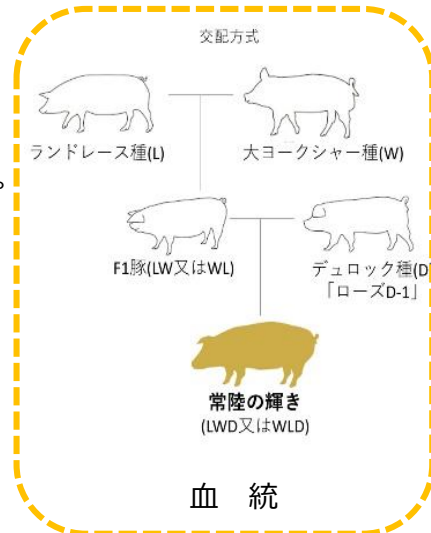 交配方式
ランドレース種(L)
大ヨークシャー種(W)
。
F1豚(LW又はWL)
デュロック種(D
「ローズD-1」
常陸の輝き
(LWD又はWLD)
血 統